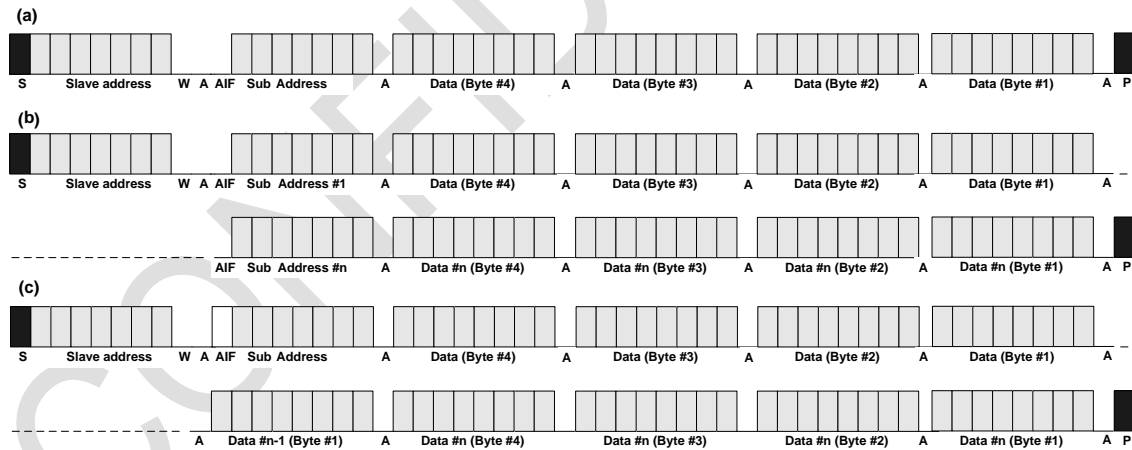 (a)
S Slave address W A AIF Sub Address A Data (Byte #4) A Data (Byte #3) A Data (Byte #2) A Data (Byte #1) A P
(b)
S Slave address W A AIF Sub Address #1 A Data (Byte #4) A Data (Byte #3) A Data (Byte #2) A Data (Byte #1) A
AIF Sub Address #n A Data #n (Byte #4) A Data #n (Byte #3) A Data #n (Byte #2) A Data #n (Byte #1) A P
(c)
S Slave address W A AIF Sub Address A Data (Byte #4) A Data (Byte #3) A Data (Byte #2) A Data (Byte #1) A
A Data #n-1 (Byte #1) A Data #n (Byte #4) A Data #n (Byte #3) A Data #n (Byte #2) A Data #n (Byte #1) A P